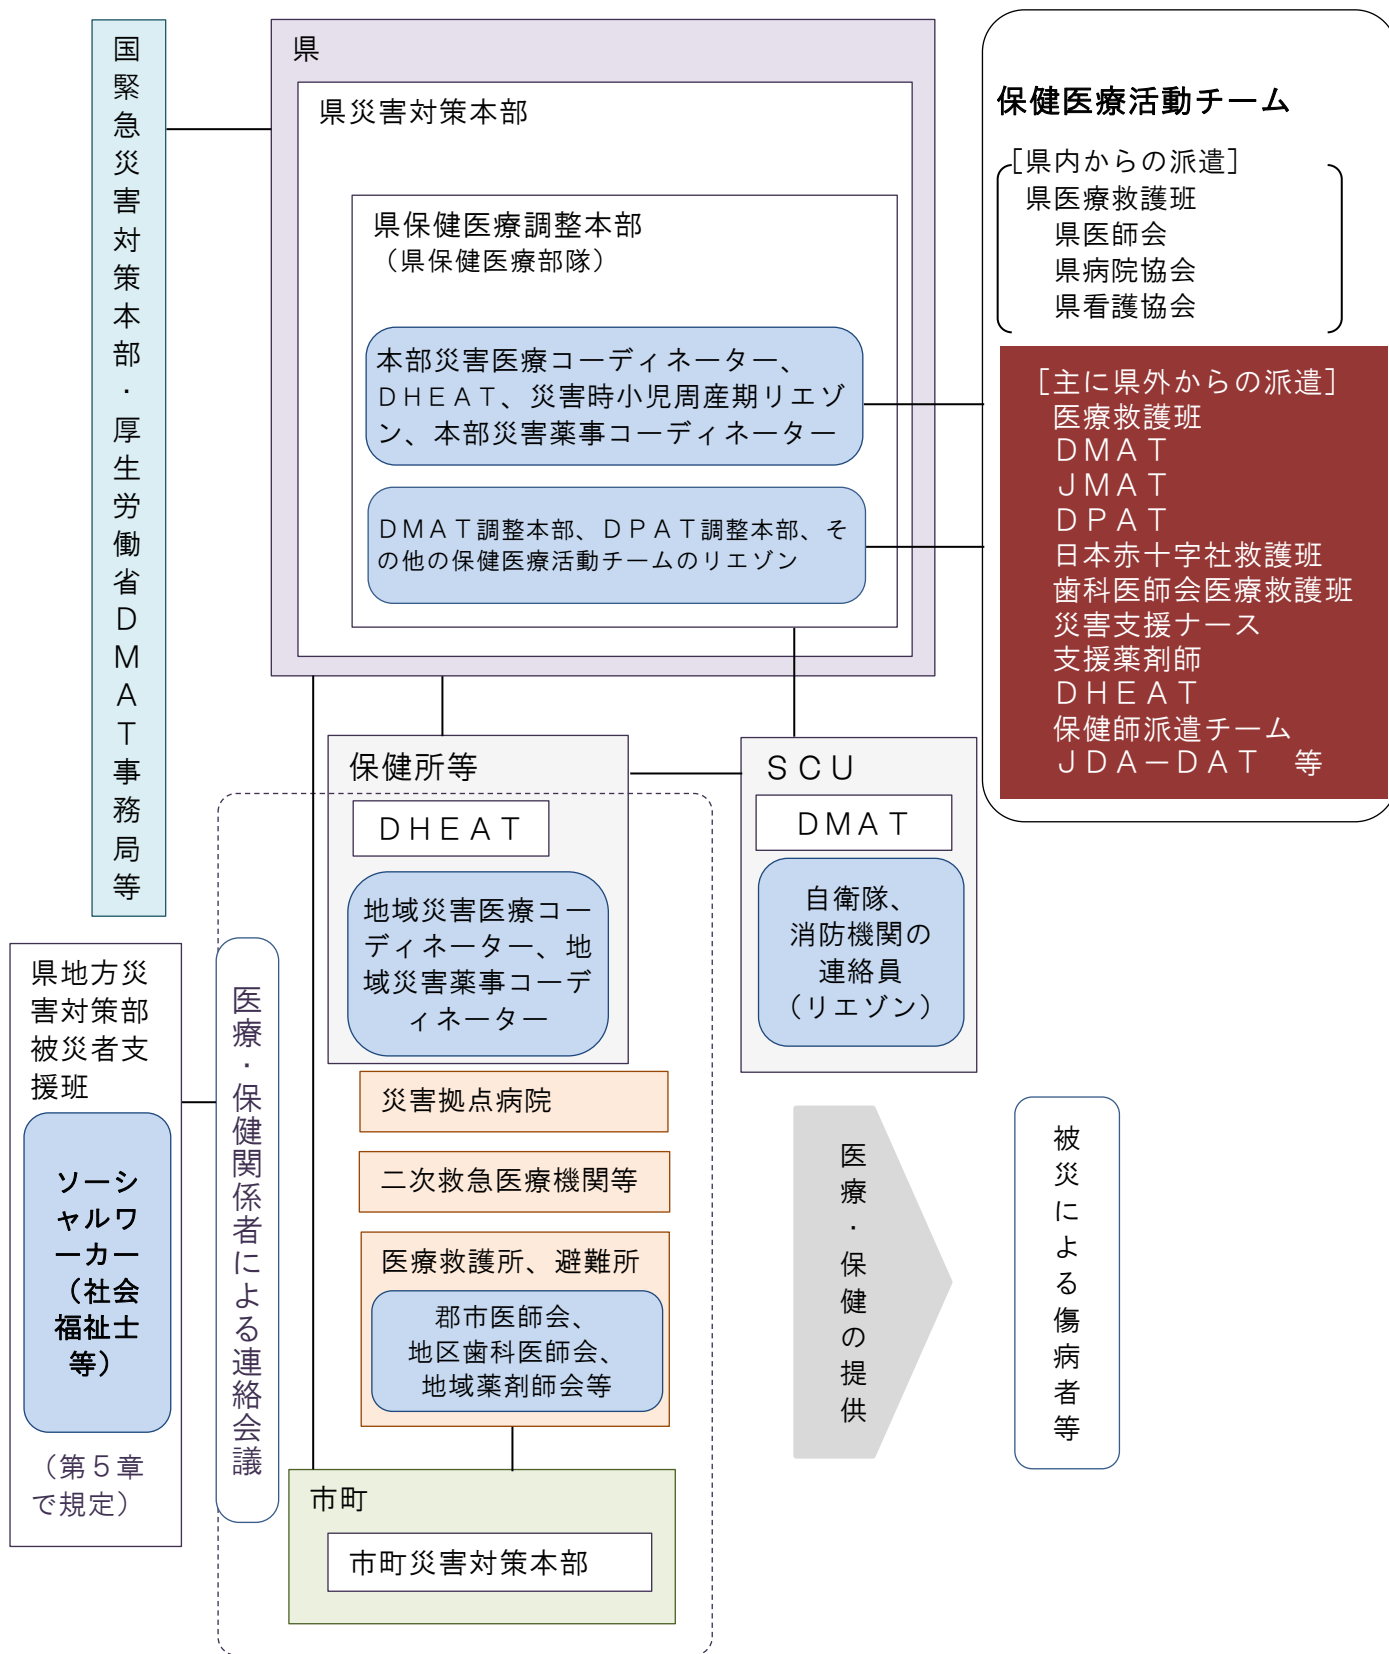 国緊急災害対策本部・厚生労働省ＤＭＡＴ事務局等
県
県災害対策本部
県保健医療調整本部
（県保健医療部隊）
本部災害医療コーディネーター、
ＤＨＥＡＴ、災害時小児周産期リエゾ
ン、本部災害薬事コーディネーター
ＤＭＡＴ調整本部、ＤＰＡＴ調整本部、そ
の他の保健医療活動チームのリエゾン
保健医療活動チーム
［県内からの派遣］
県医療救護班
県医師会
県病院協会
県看護協会
［主に県外からの派遣］
医療救護班
ＤＭＡＴ
ＪＭＡＴ
ＤＰＡＴ
日本赤十字社救護班
歯科医師会医療救護班
災害支援ナース
支援薬剤師
ＤＨＥＡＴ
保健師派遣チーム
ＪＤＡ－ＤＡＴ　等
保健所等
ＤＨＥＡＴ
地域災害医療コー
ディネーター、地
域災害薬事コーデ
ィネーター
ＳＣＵ
ＤＭＡＴ
自衛隊、
消防機関の
連絡員
（リエゾン）
県地方災
害対策部
被災者支
援班
ソーシ
ャルワ
ーカー
（社会
福祉士
等）
（第５章
で規定）
医療・保健関係者による連絡会議
災害拠点病院
二次救急医療機関等
医療救護所、避難所
郡市医師会、
地区歯科医師会、
地域薬剤師会等
市町
市町災害対策本部
医療・保健の提供
被災による傷病者等